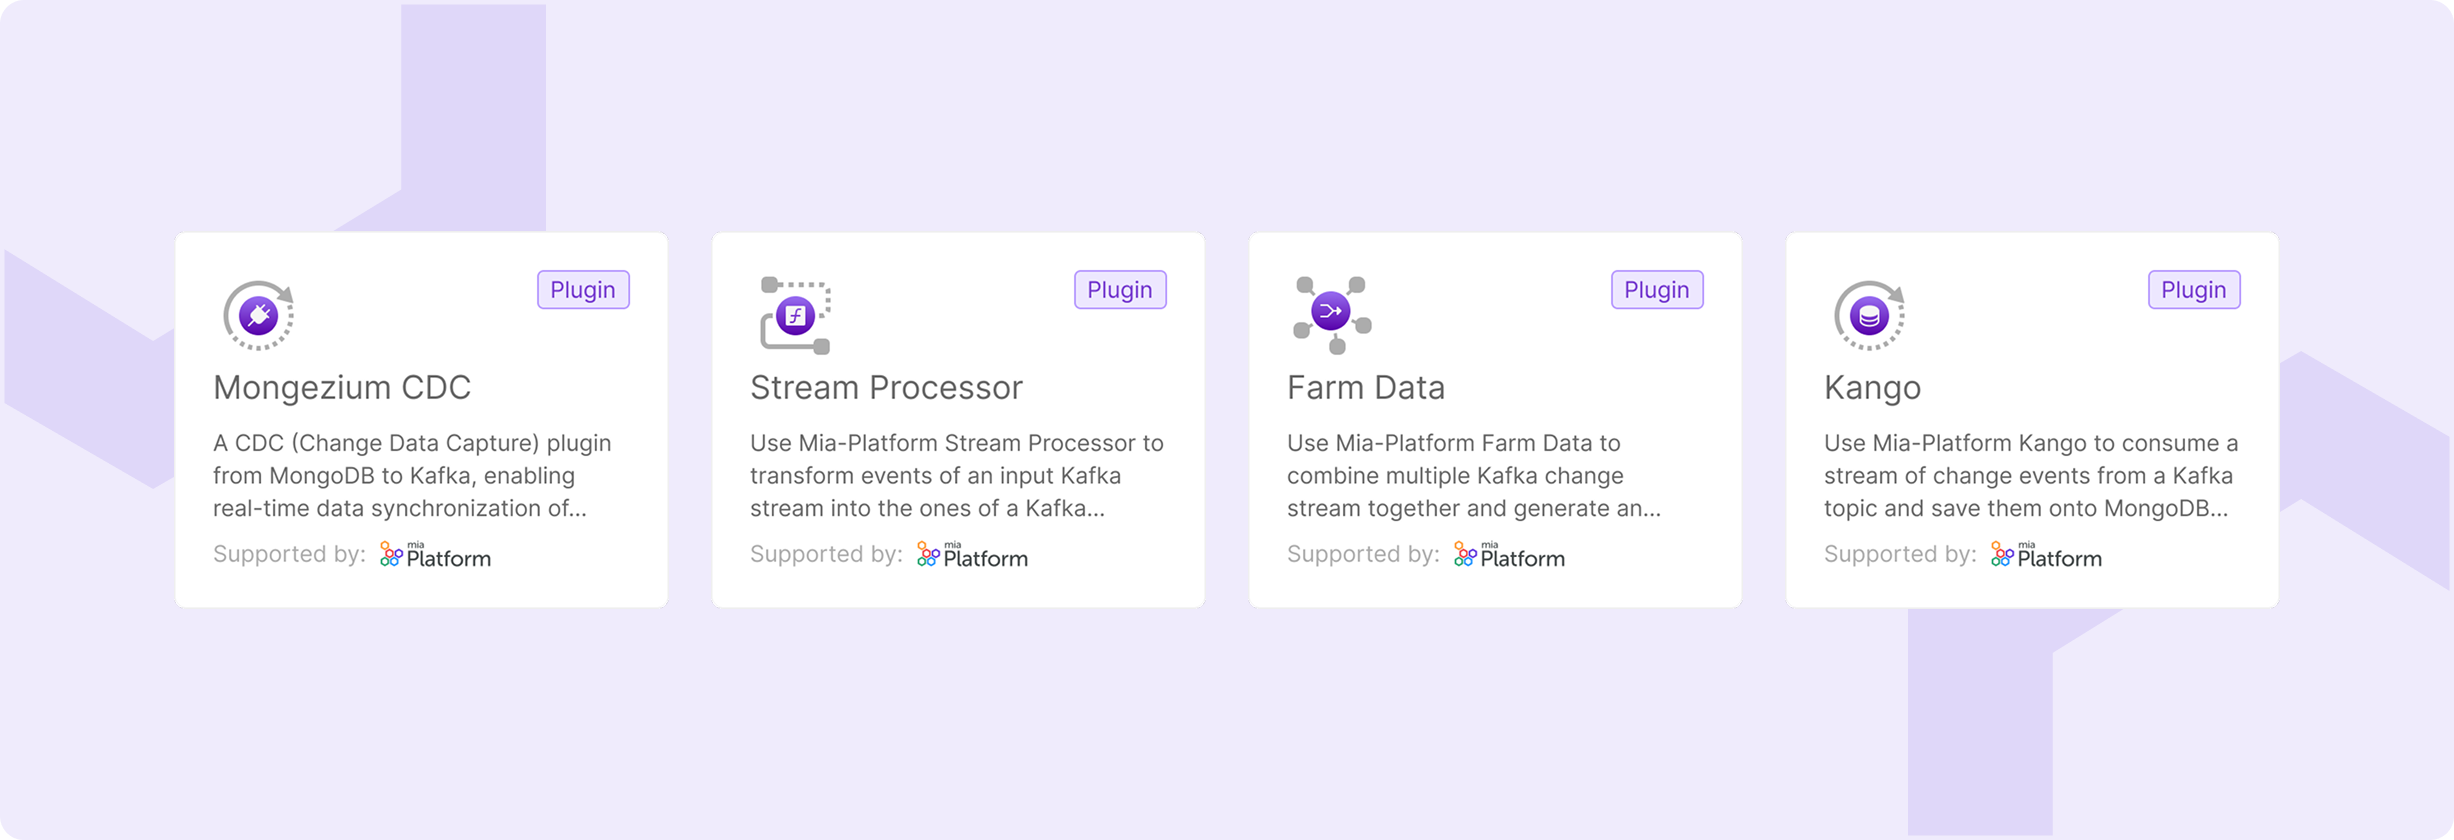 Plugin
Mongezium CDC
A CDC (Change Data Capture) plugin
from MongoDB to Kafka, enabling
real-time data synchronization of...
Supported by: mia Platform
Plugin
Stream Processor
Use Mia-Platform Stream Processor to
transform events of an input Kafka
stream into the ones of a Kafka...
Supported by: mia Platform
Plugin
Farm Data
Use Mia-Platform Farm Data to
combine multiple Kafka change
stream together and generate an...
Supported by: mia Platform
Plugin
Kango
Use Mia-Platform Kango to consume a
stream of change events from a Kafka
topic and save them onto MongoDB...
Supported by: mia Platform